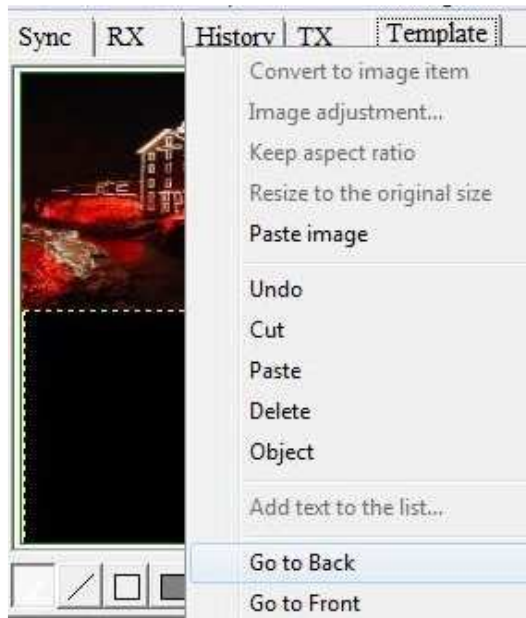 Sync RX History TX Template
Convert to image item
Image adjustment...
Keep aspect ratio
Resize to the original size
Paste image
Undo
Cut
Paste
Delete
Object
Add text to the list...
Go to Back
Go to Front